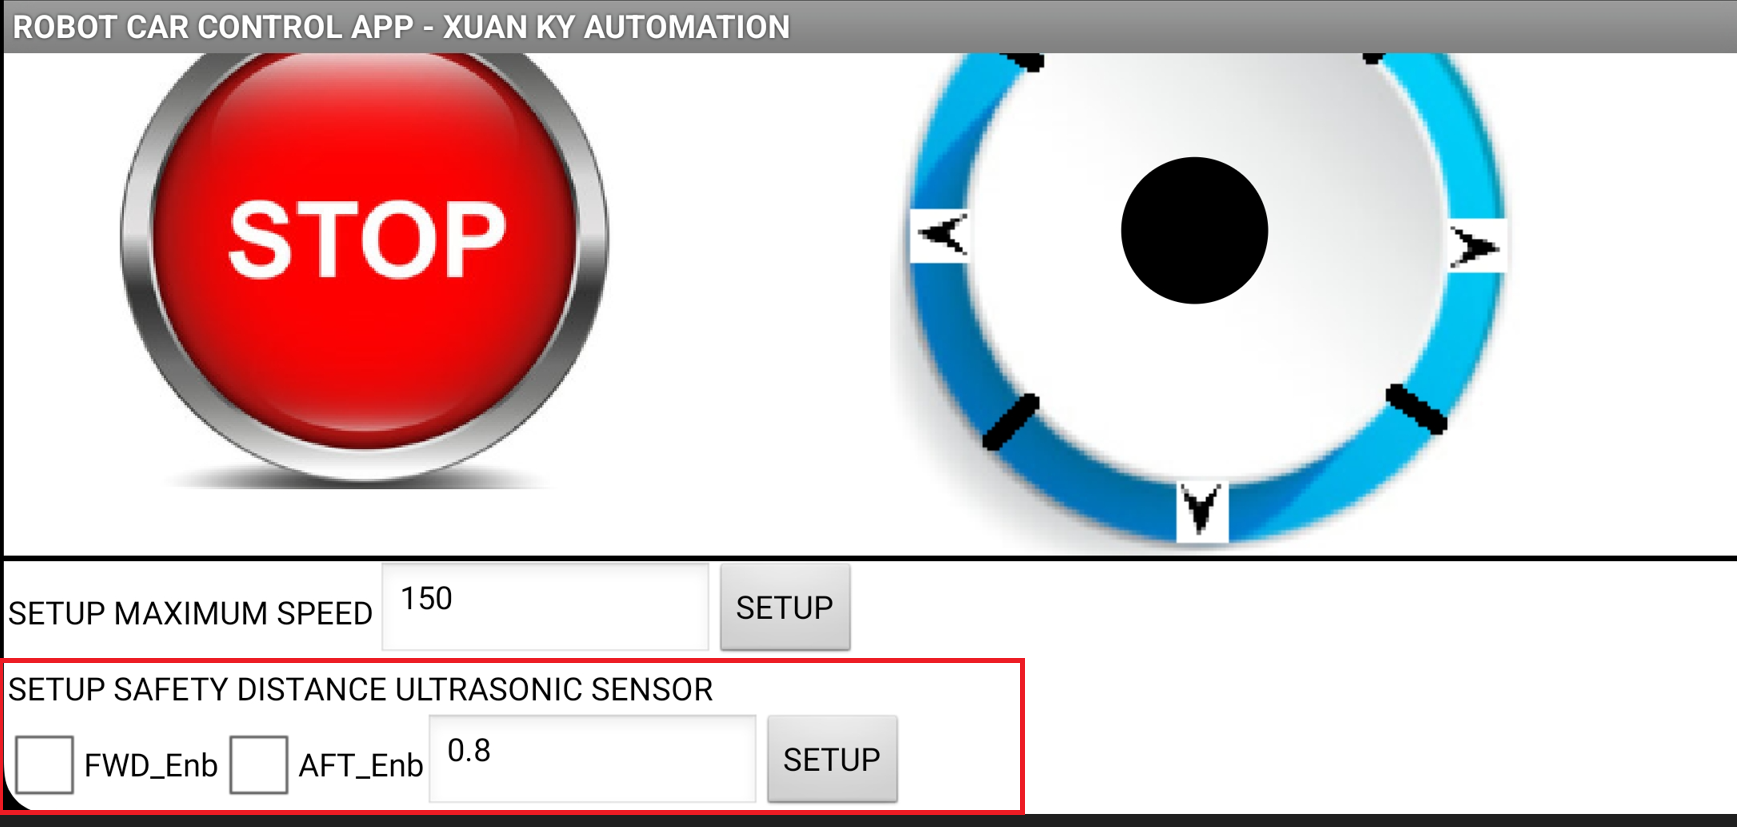 ROBOT CAR CONTROL APP - XUAN KY AUTOMATION
STOP
SETUP MAXIMUM SPEED 150 SETUP
SETUP SAFETY DISTANCE ULTRASONIC SENSOR
FWD_Enb AFT_Enb 0.8 SETUP